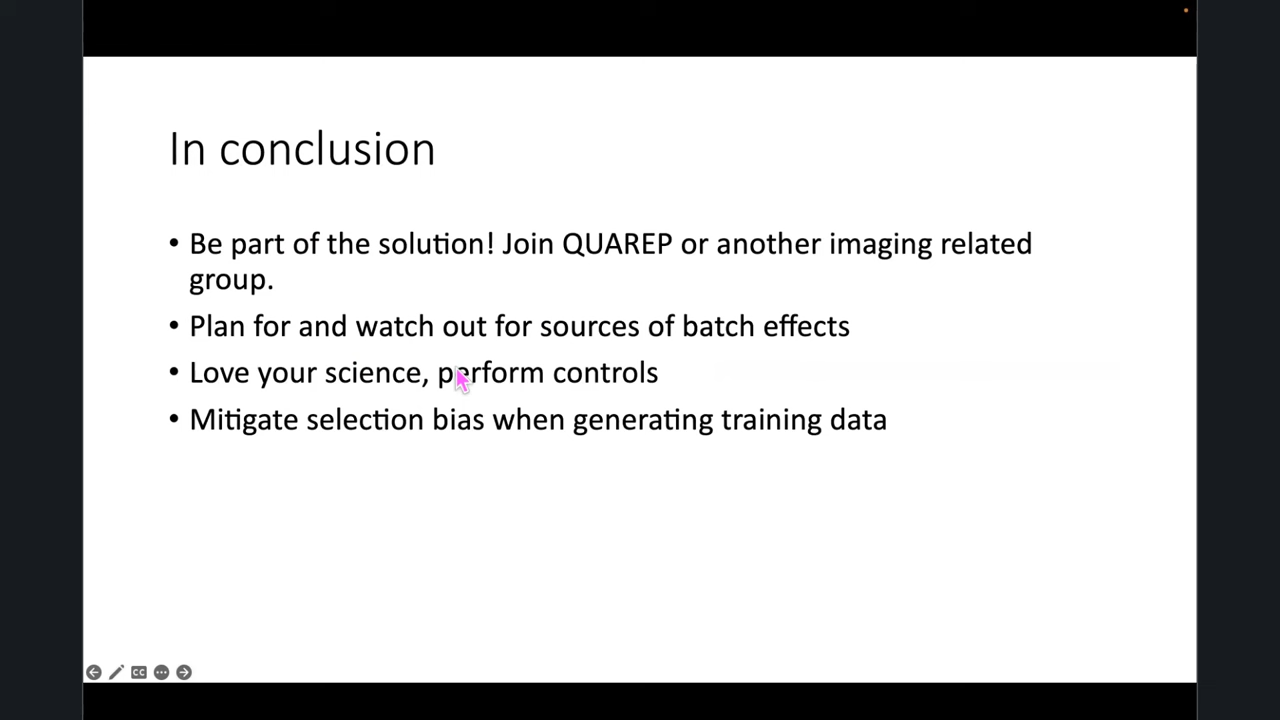 In conclusion
• Be part of the solution! Join QUAREP or another imaging related
group.
• Plan for and watch out for sources of batch effects
• Love your science, perform controls
• Mitigate selection bias when generating training data
CC